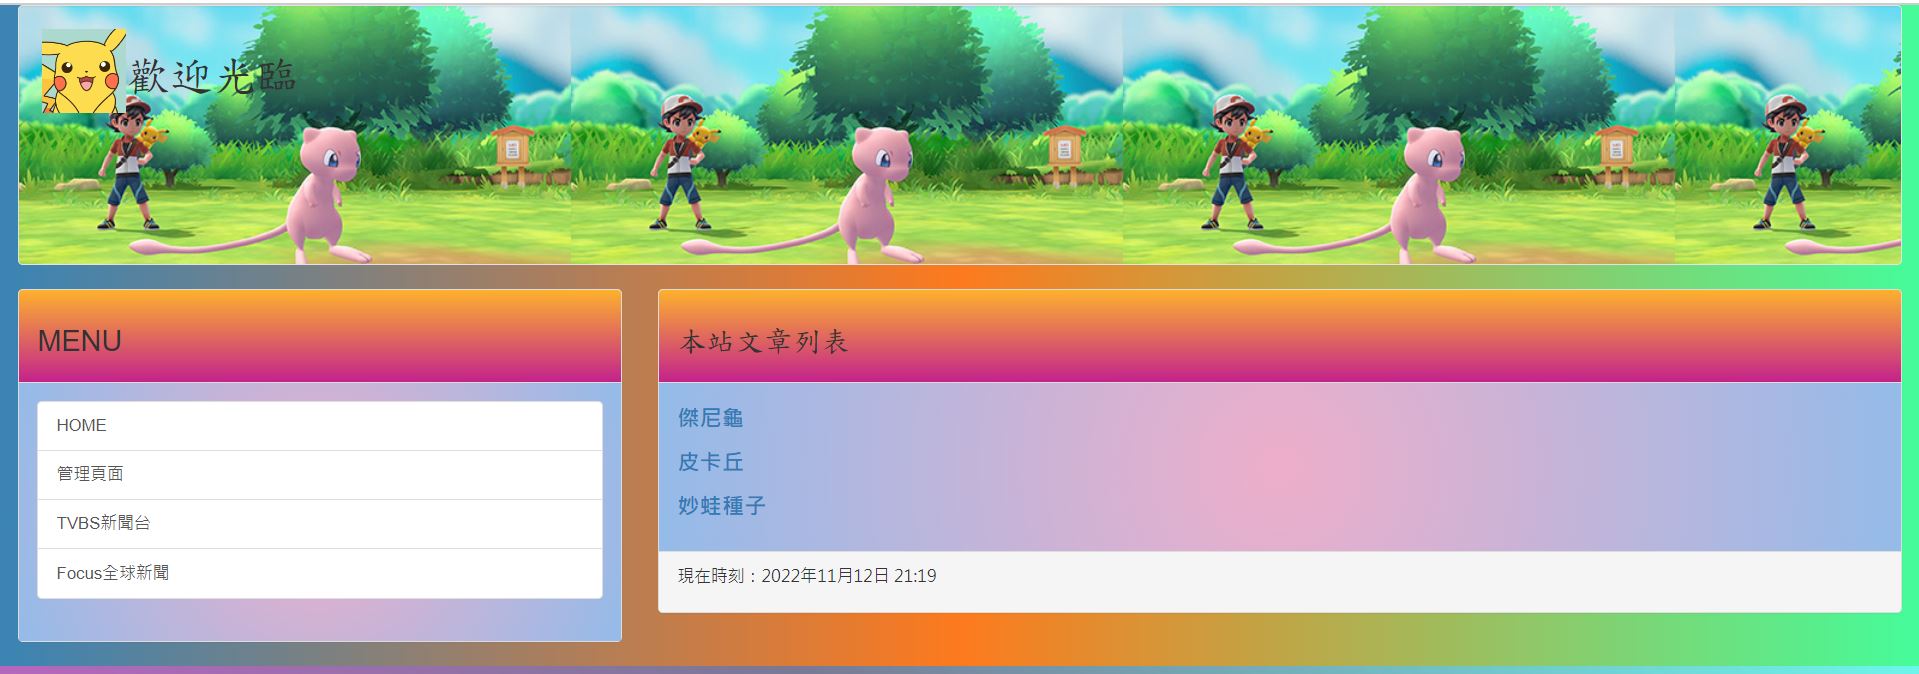 歡迎光臨
MENU
HOME
管理頁面
TVBS新聞台
Focus全球新聞
本站文章列表
傑尼龜
皮卡丘
妙蛙種子
現在時刻：2022年11月12日 21:19